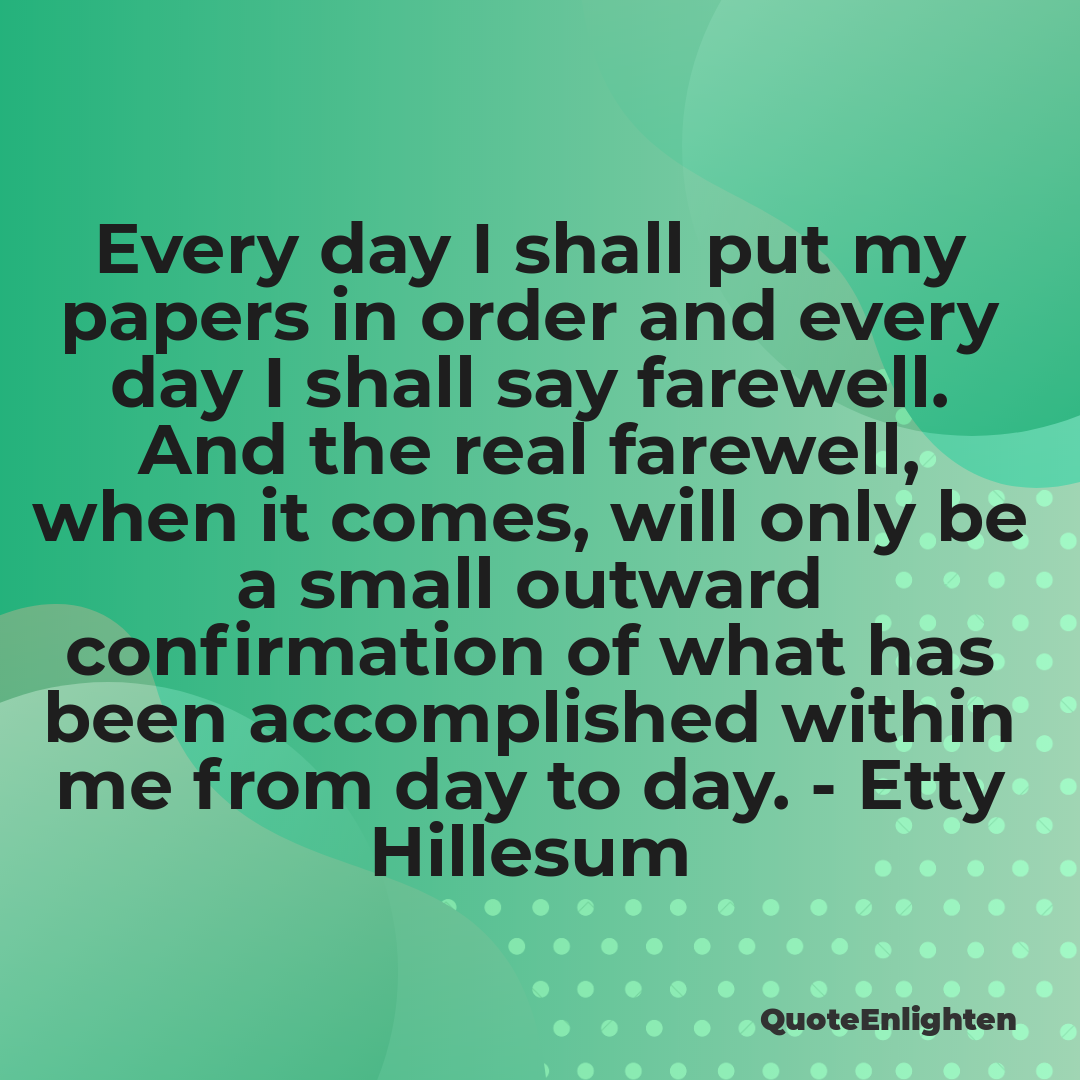 Every day I shall put my
papers in order and every
day I shall say farewell.
And the real farewell,
when it comes, will only be
a small outward
confirmation of what has
been accomplished within
me from day to day. - Etty
Hillesum
QuoteEnlighten